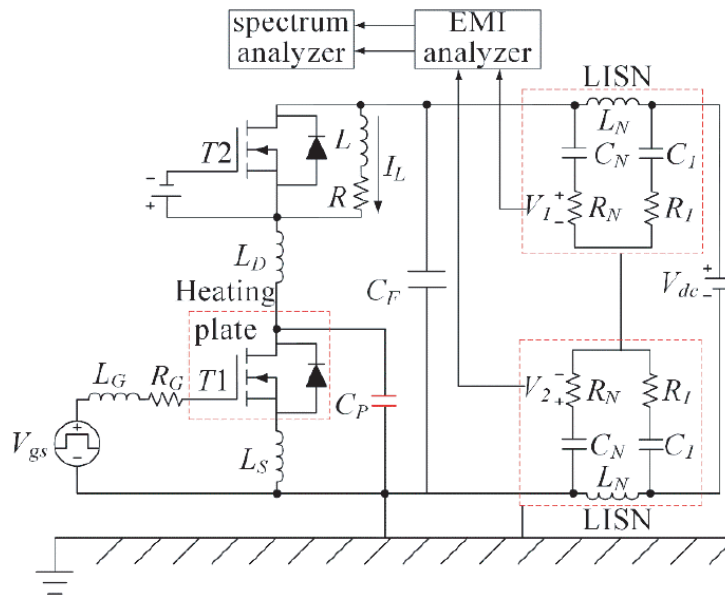 spectrum
analyzer
EMI
analyzer
LISN
L_N
T2
L
I_L
R
C_N
C_1
V_1
+
-
R_N
R_1
-
+
L_D
Heating
plate
C_F
V_dc
+
-
L_G
R_G
T1
C_P
V_2
-
+
R_N
R_1
V_gs
+
-
L_S
C_N
C_1
L_N
LISN